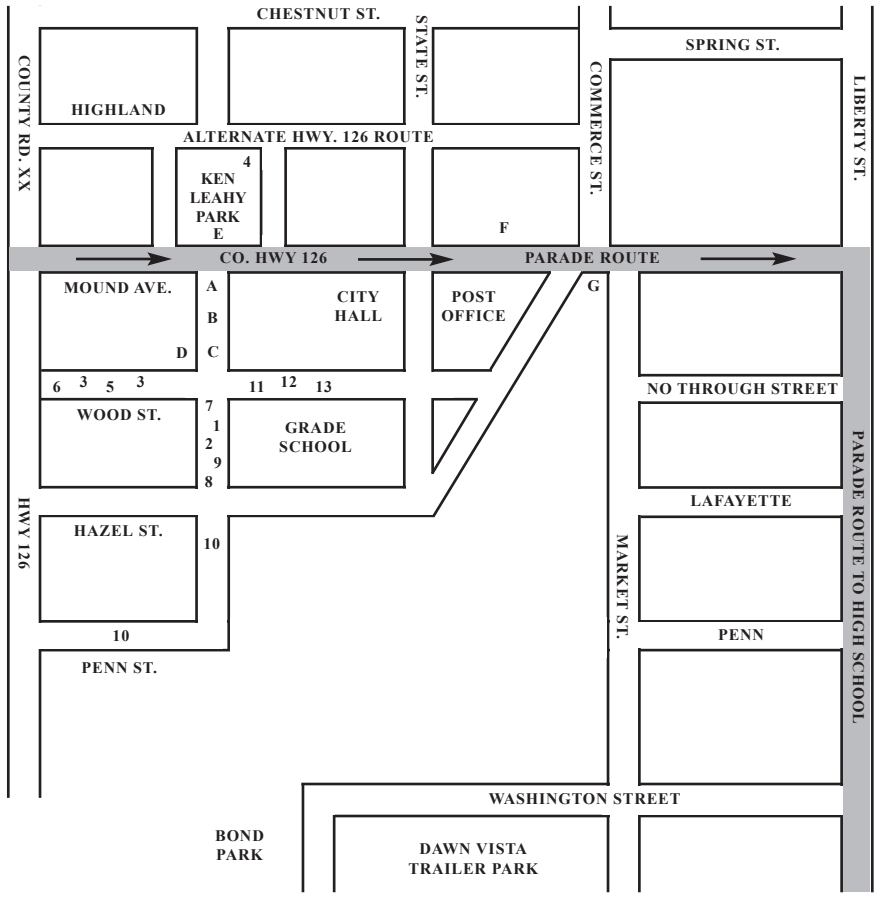 CHESTNUT ST.
STATE ST.
SPRING ST.
COUNTY RD. XX
COMMERCE ST.
LIBERTY ST.
HIGHLAND
ALTERNATE HWY. 126 ROUTE
4
KEN
LEAHY
PARK
E
F
CO. HWY 126
PARADE ROUTE
MOUND AVE.
A
B
C
D
CITY
HALL
POST
OFFICE
G
6 3 5 3
11 12 13
NO THROUGH STREET
WOOD ST.
7
1
2
9
8
GRADE
SCHOOL
PARADE ROUTE TO HIGH SCHOOL
HWY 126
LAFAYETTE
HAZEL ST.
10
MARKET ST.
10
PENN
PENN ST.
WASHINGTON STREET
BOND
PARK
DAWN VISTA
TRAILER PARK